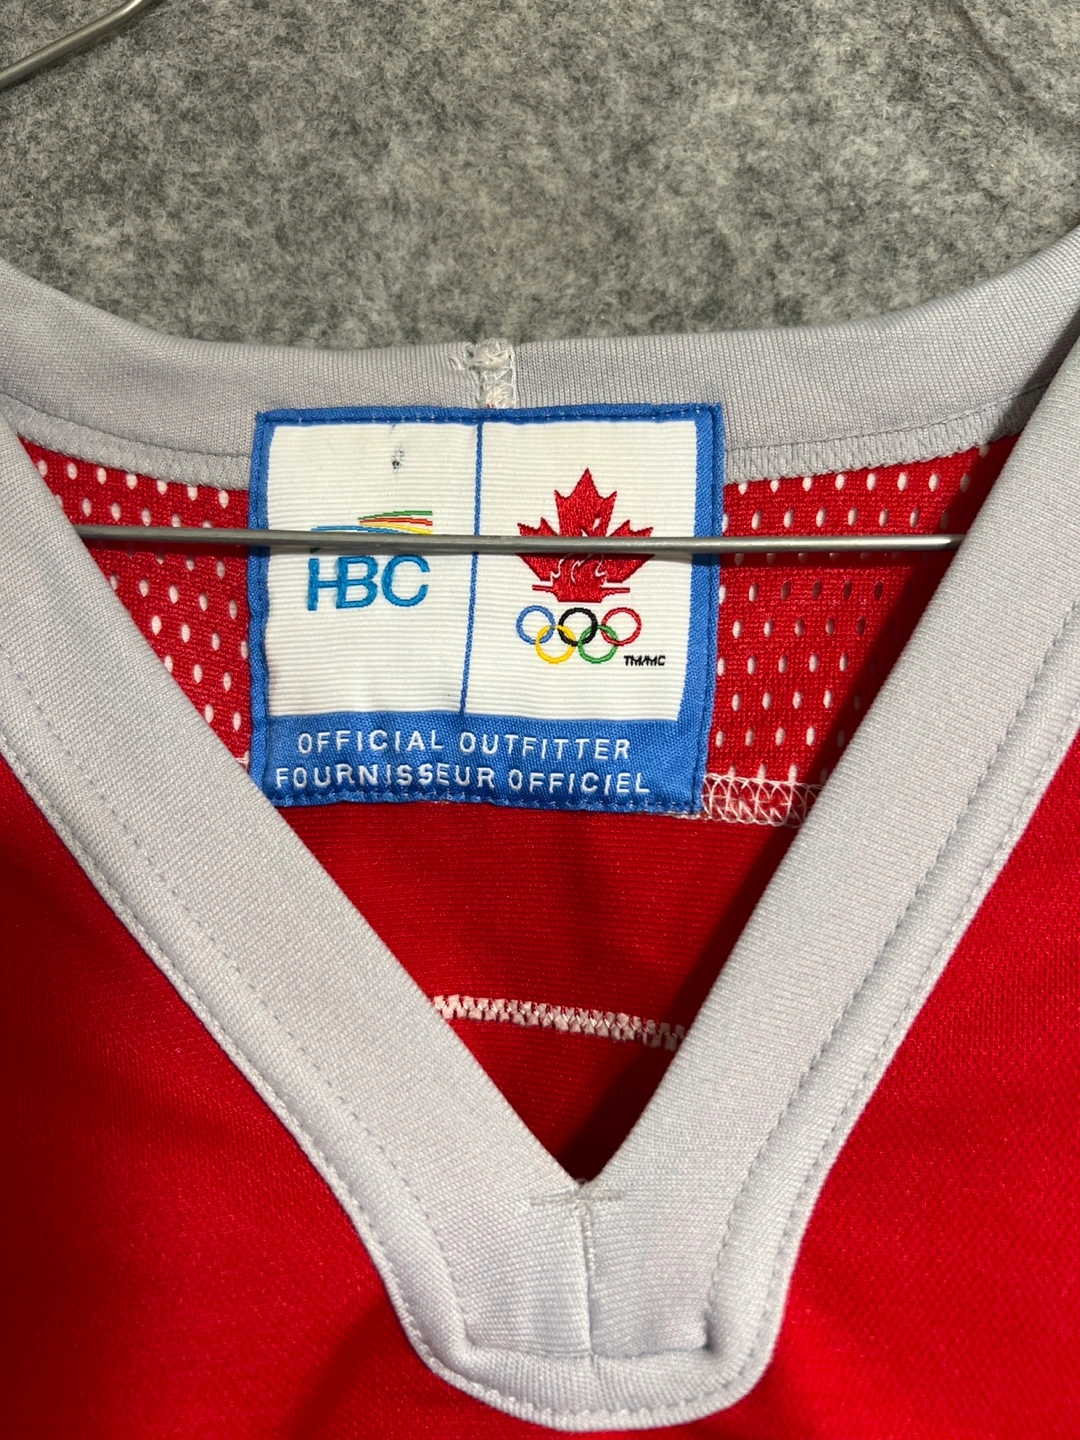 HBC
TM/MC
OFFICIAL OUTFITTER
FOURNISSEUR OFFICIEL